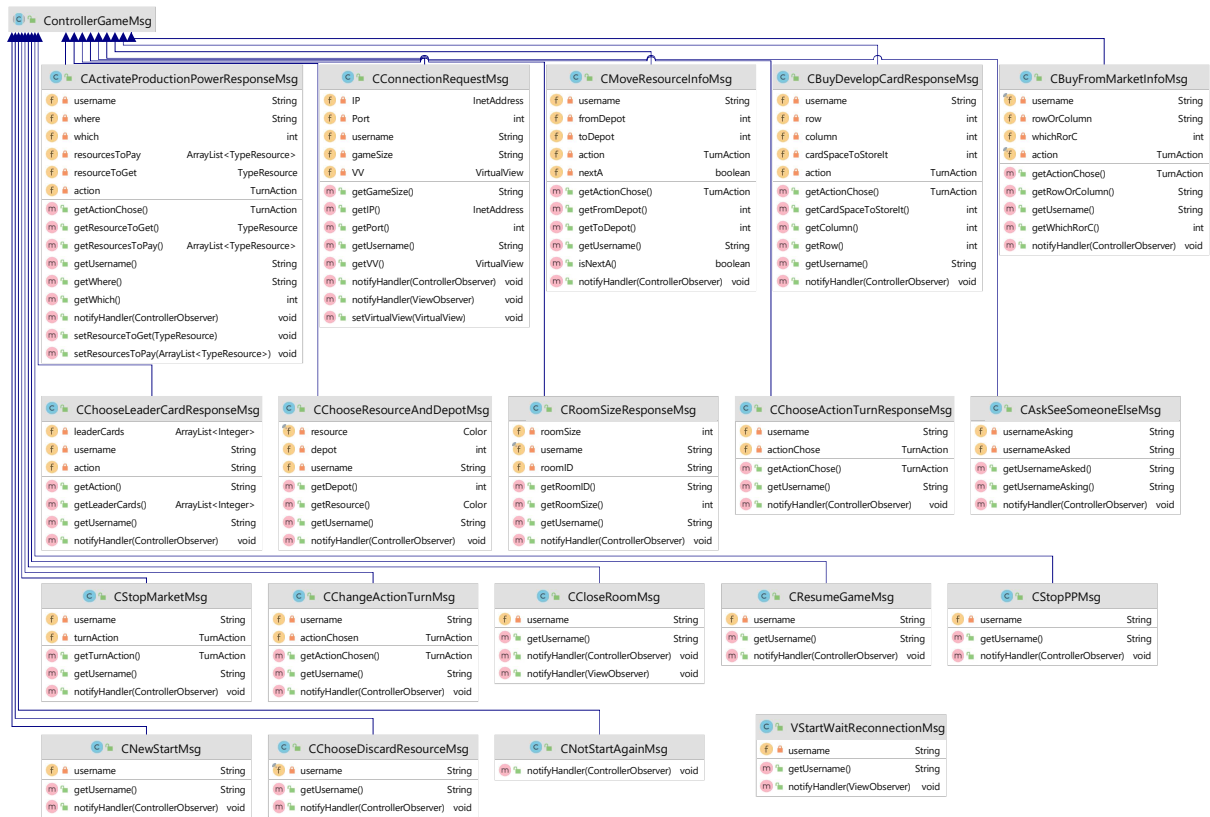 ControllerGameMsg
CActivateProductionPowerResponseMsg
username String
where String
which int
resourcesToPay ArrayList<TypeResource>
resourceToGet TypeResource
action TurnAction
getActionChose() TurnAction
getResourceToGet() TypeResource
getResourcesToPay() ArrayList<TypeResource>
getUsername() String
getWhere() String
getWhich() int
notifyHandler(ControllerObserver) void
setResourceToGet(TypeResource) void
setResourcesToPay(ArrayList<TypeResource>) void
CConnectionRequestMsg
IP InetAddress
Port int
username String
gameSize String
VV VirtualView
getGameSize() String
getIP() InetAddress
getPort() int
getUsername() String
getVV() VirtualView
notifyHandler(ControllerObserver) void
notifyHandler(ViewObserver) void
setVirtualView(VirtualView) void
CMoveResourceInfoMsg
username String
fromDepot int
toDepot int
action TurnAction
nextA boolean
getActionChose() TurnAction
getFromDepot() int
getToDepot() int
getUsername() String
isNextA() boolean
notifyHandler(ControllerObserver) void
CBuyDevelopCardResponseMsg
username String
row int
column int
cardSpaceToStoreIt int
action TurnAction
getActionChose() TurnAction
getCardSpaceToStoreIt() int
getColumn() int
getRow() int
getUsername() String
notifyHandler(ControllerObserver) void
CBuyFromMarketInfoMsg
username String
rowOrColumn String
whichRorC int
action TurnAction
getActionChose() TurnAction
getRowOrColumn() String
getUsername() String
getWhichRorC() int
notifyHandler(ControllerObserver) void
CChooseLeaderCardResponseMsg
leaderCards ArrayList<Integer>
username String
action String
getAction() String
getLeaderCards() ArrayList<Integer>
getUsername() String
notifyHandler(ControllerObserver) void
CChooseResourceAndDepotMsg
resource Color
depot int
username String
getDepot() int
getResource() Color
getUsername() String
notifyHandler(ControllerObserver) void
CRoomSizeResponseMsg
roomSize int
username String
roomID String
getRoomID() String
getRoomSize() int
getUsername() String
notifyHandler(ControllerObserver) void
CChooseActionTurnResponseMsg
username String
actionChose TurnAction
getActionChose() TurnAction
getUsername() String
notifyHandler(ControllerObserver) void
CAskSeeSomeoneElseMsg
usernameAsking String
usernameAsked String
getUsernameAsked() String
getUsernameAsking() String
notifyHandler(ControllerObserver) void
CStopMarketMsg
username String
turnAction TurnAction
getTurnAction() TurnAction
getUsername() String
notifyHandler(ControllerObserver) void
CChangeActionTurnMsg
username String
actionChosen TurnAction
getActionChosen() TurnAction
getUsername() String
notifyHandler(ControllerObserver) void
CCloseRoomMsg
username String
getUsername() String
notifyHandler(ControllerObserver) void
notifyHandler(ViewObserver) void
CResumeGameMsg
username String
getUsername() String
notifyHandler(ControllerObserver) void
CStopPPMsg
username String
getUsername() String
notifyHandler(ControllerObserver) void
CNewStartMsg
username String
getUsername() String
notifyHandler(ControllerObserver) void
CChooseDiscardResourceMsg
username String
getUsername() String
notifyHandler(ControllerObserver) void
CNotStartAgainMsg
notifyHandler(ControllerObserver) void
VStartWaitReconnectionMsg
username String
getUsername() String
notifyHandler(ViewObserver) void